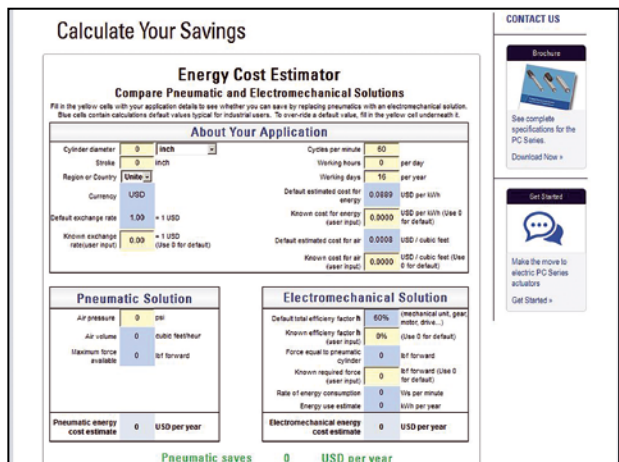 Calculate Your Savings
Energy Cost Estimator
Compare Pneumatic and Electromechanical Solutions
Fill in the yellow cells with your application details to see whether you can save by replacing pneumatics with an electromechanical solution.
Blue cells contain calculations default values typical for industrial users. To over-ride a default value, fill in the yellow cell underneath it.
About Your Application
Cylinder diameter 0 inch
Stroke 0 inch
Region or Country Unite
Currency USD
Default exchange rate 1.00 = 1 USD
Known exchange rate(user input) 0.00 = 1 USD (Use 0 for default)
Cycles per minute 60
Working hours 0 per day
Working days 16 per year
Default estimated cost for energy 0.0889 USD per kWh
Known cost for energy (user input) 0.0000 USD per kWh (Use 0 for default)
Default estimated cost for air 0.0008 USD / cubic feet
Known cost for air (user input) 0.0000 USD / cubic feet (Use 0 for default)
Pneumatic Solution
Air pressure 0 psi
Air volume 0 cubic feet/hour
Maximum force available 0 lbf forward
Pneumatic energy cost estimate 0 USD per year
Electromechanical Solution
Default total efficieny factor h 60% (mechanical unit, gear, motor, drive...)
Known efficieny factor h (user input) 0% (Use 0 for default)
Force equal to pneumatic cylinder 0 lbf forward
Known required force (user input) 0 lbf forward (Use 0 for default)
Rate of energy consumption 0 Ws per minute
Energy use estimate 0 kWh per year
Electromechanical energy cost estimate 0 USD per year
Pneumatic saves 0 USD per year
CONTACT US
Brochure
See complete
specifications for the
PC Series.
Download Now »
Get Started
Make the move to
electric PC Series
actuators
Get Started »